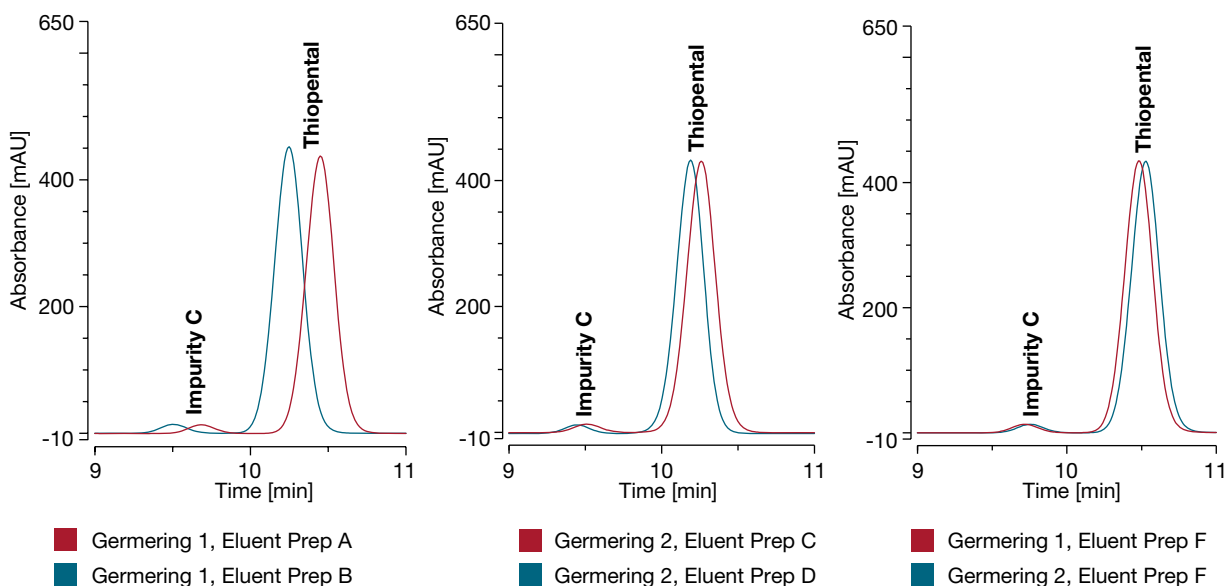 650
400
200
-10
Absorbance [mAU]
Impurity C
Thiopental
9
10
11
Time [min]
Germering 1, Eluent Prep A
Germering 1, Eluent Prep B
650
400
200
-10
Absorbance [mAU]
Impurity C
Thiopental
9
10
11
Time [min]
Germering 2, Eluent Prep C
Germering 2, Eluent Prep D
650
400
200
-10
Absorbance [mAU]
Impurity C
Thiopental
9
10
11
Time [min]
Germering 1, Eluent Prep F
Germering 2, Eluent Prep F